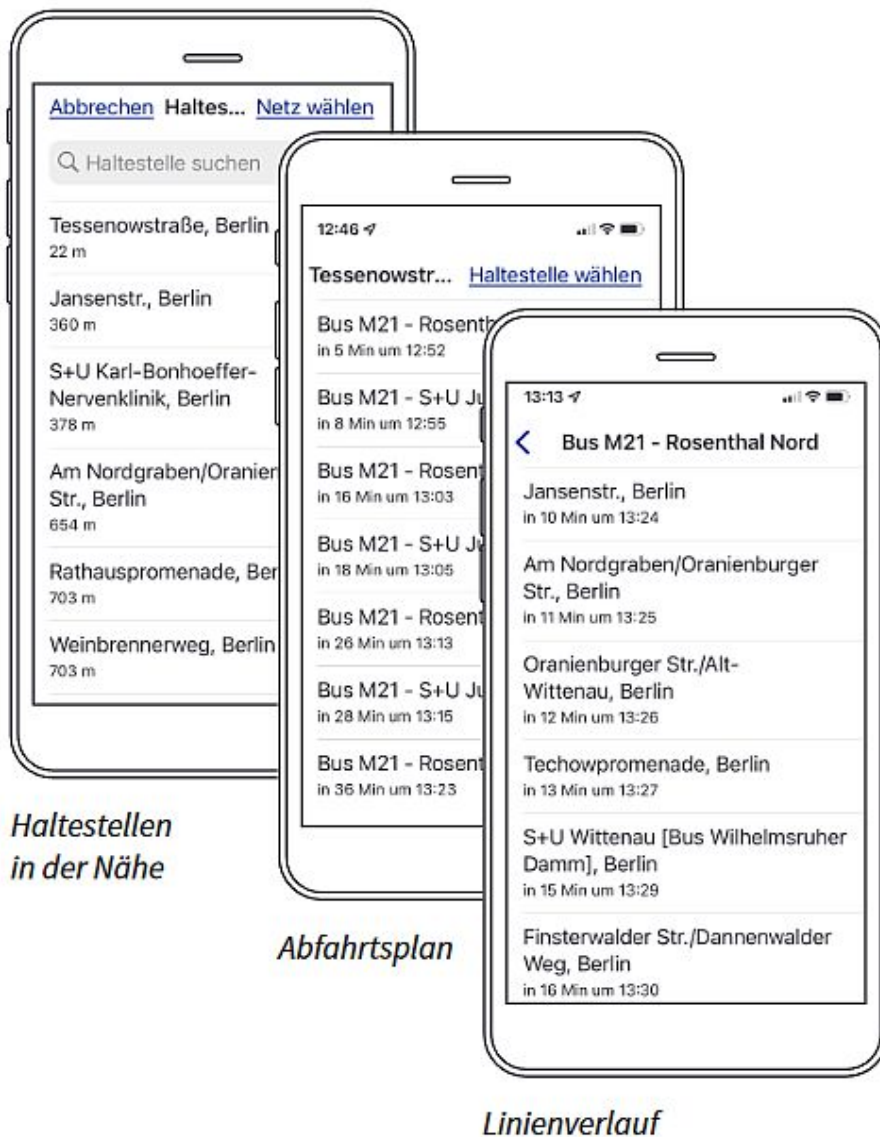 Abbrechen Haltes... Netz wählen
Haltestelle suchen
Tessenowstraße, Berlin
22 m
Jansenstr., Berlin
360 m
S+U Karl-Bonhoeffer-
Nervenklinik, Berlin
378 m
Am Nordgraben/Oranien
Str., Berlin
654 m
Rathauspromenade, Ber
703 m
Weinbrennerweg, Berlin
703 m
Haltestellen
in der Nähe
12:46
Tessenowstr... Haltestelle wählen
Bus M21 - Rosenth
in 5 Min um 12:52
Bus M21 - S+U Ju
in 8 Min um 12:55
Bus M21 - Rosent
in 16 Min um 13:03
Bus M21 - S+U Ju
in 18 Min um 13:05
Bus M21 - Rosent
in 26 Min um 13:13
Bus M21 - S+U Ju
in 28 Min um 13:15
Bus M21 - Rosent
in 36 Min um 13:23
Abfahrtsplan
13:13
Bus M21 - Rosenthal Nord
Jansenstr., Berlin
in 10 Min um 13:24
Am Nordgraben/Oranienburger
Str., Berlin
in 11 Min um 13:25
Oranienburger Str./Alt-
Wittenau, Berlin
in 12 Min um 13:26
Techowpromenade, Berlin
in 13 Min um 13:27
S+U Wittenau [Bus Wilhelmsruher
Damm], Berlin
in 15 Min um 13:29
Finsterwalder Str./Dannenwalder
Weg, Berlin
in 16 Min um 13:30
Linienverlauf